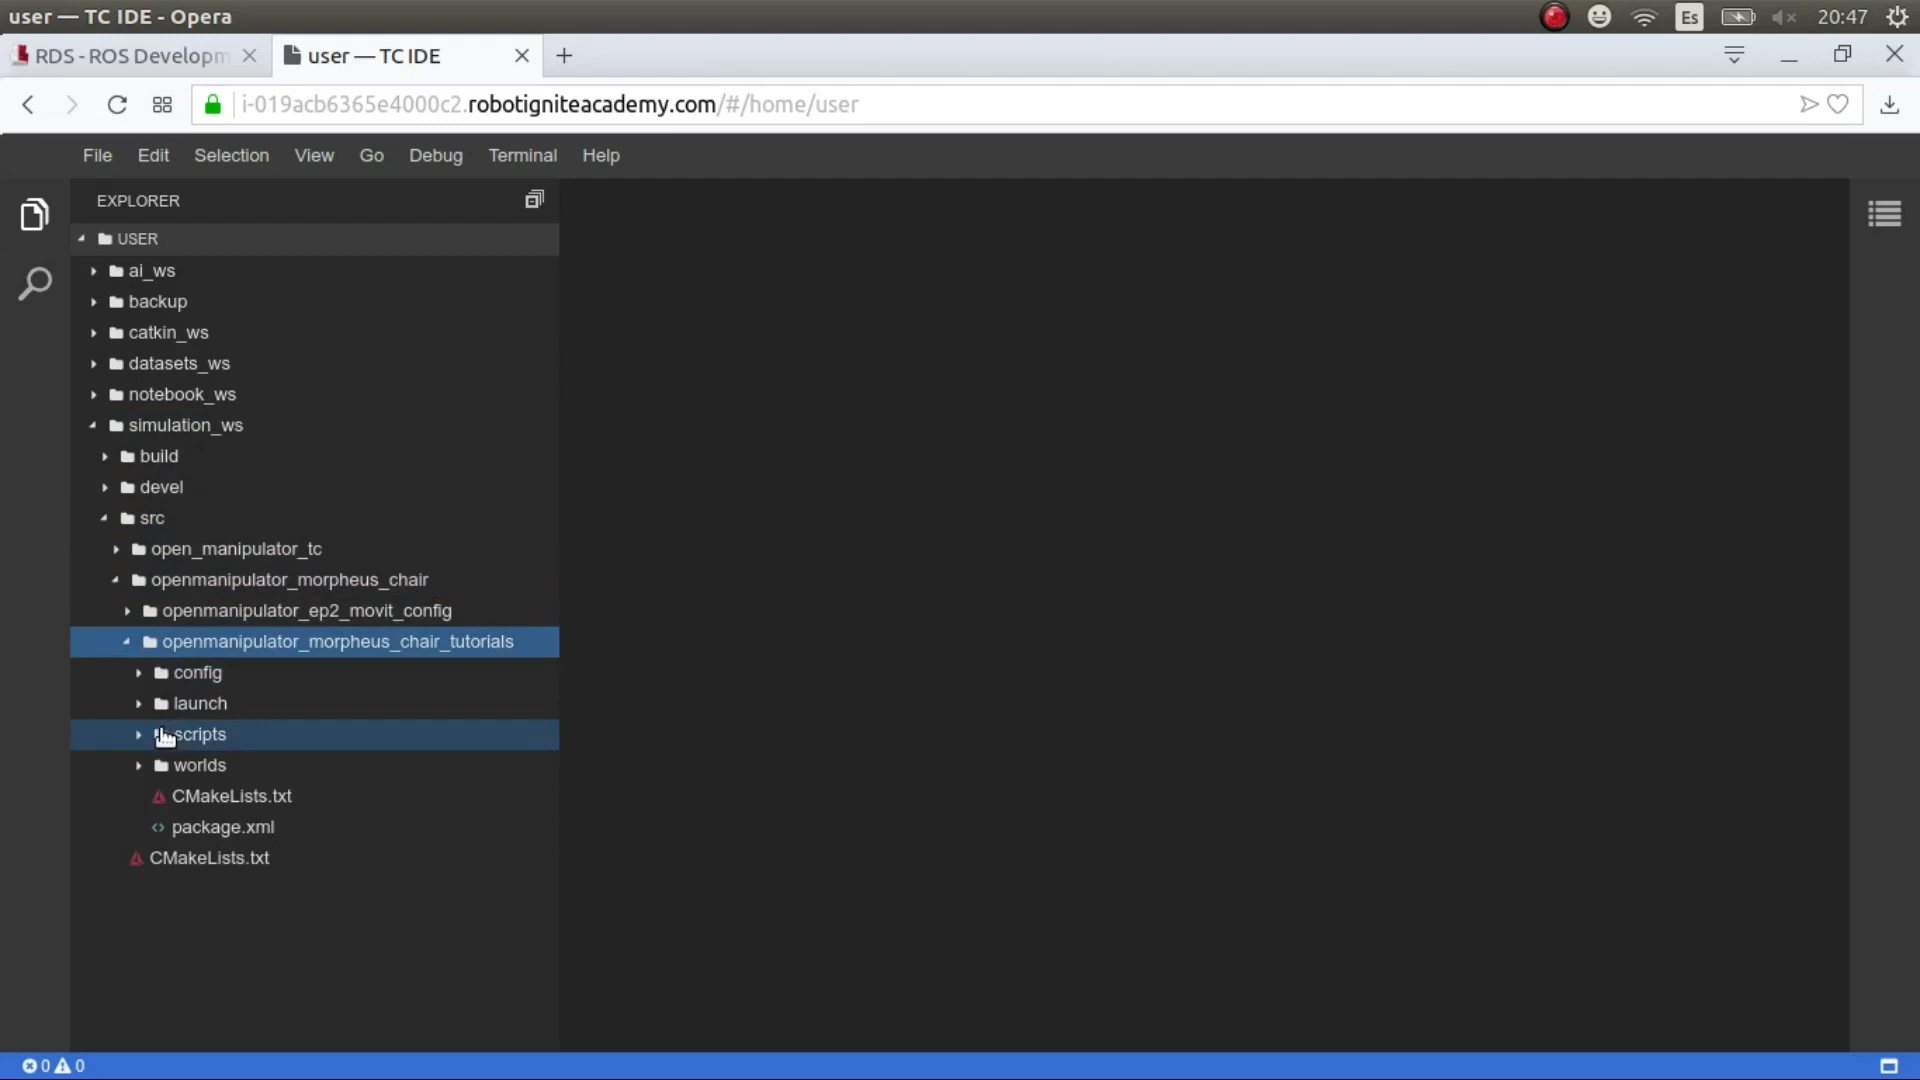 user — TC IDE - Opera
Es
20:47
RDS - ROS Developm
user — TC IDE
i-019acb6365e4000c2.robotigniteacademy.com/#/home/user
File Edit Selection View Go Debug Terminal Help
EXPLORER
USER
ai_ws
backup
catkin_ws
datasets_ws
notebook_ws
simulation_ws
build
devel
src
open_manipulator_tc
openmanipulator_morpheus_chair
openmanipulator_ep2_movit_config
openmanipulator_morpheus_chair_tutorials
config
launch
scripts
worlds
CMakeLists.txt
package.xml
CMakeLists.txt
0 0